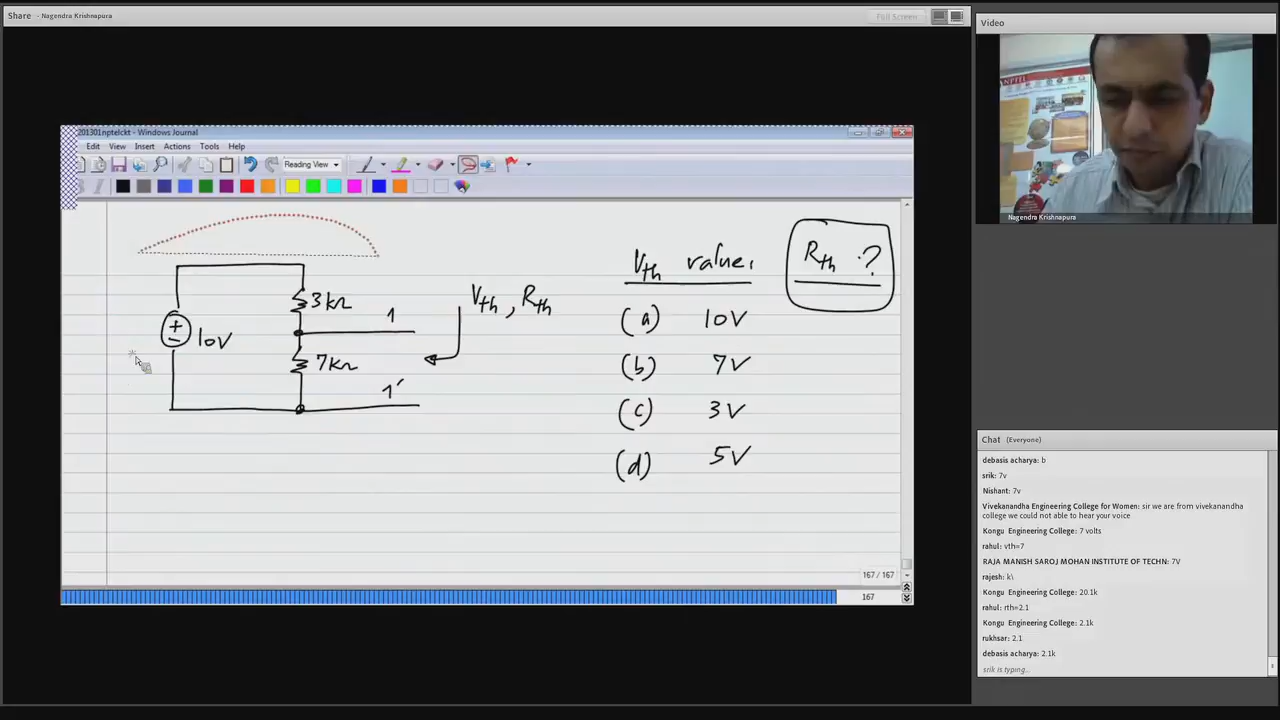 Share - Nagendra Krishnapura
Full Screen
Video
Nagendra Krishnapura
201301nptelckt - Windows Journal
Edit View Insert Actions Tools Help
Reading View
3kΩ
1
10V
7kΩ
1′
Vth , Rth
Vth value:
(a) 10V
(b) 7V
(c) 3V
(d) 5V
Rth ?
167 / 167
167
Chat (Everyone)
debasis acharya: b
srik: 7v
Nishant: 7v
Vivekanandha Engineering College for Women: sir we are from vivekanandha
college we could not able to hear your voice
Kongu Engineering College: 7 volts
rahul: vth=7
RAJA MANISH SAROJ MOHAN INSTITUTE OF TECHN: 7V
rajesh: k\
Kongu Engineering College: 20.1k
rahul: rth=2.1
Kongu Engineering College: 2.1k
rukhsar: 2.1
debasis acharya: 2.1k
srik is typing...